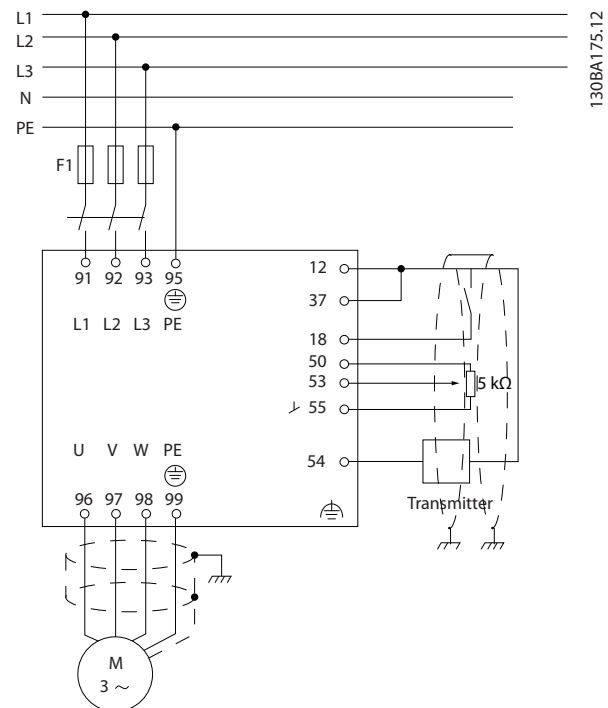 L1
L2
L3
N
PE
130BA175.12
F1
91 92 93 95
L1 L2 L3 PE
12
37
18
50
53
55
54
5 kΩ
Transmitter
U V W PE
96 97 98 99
M
3 ~